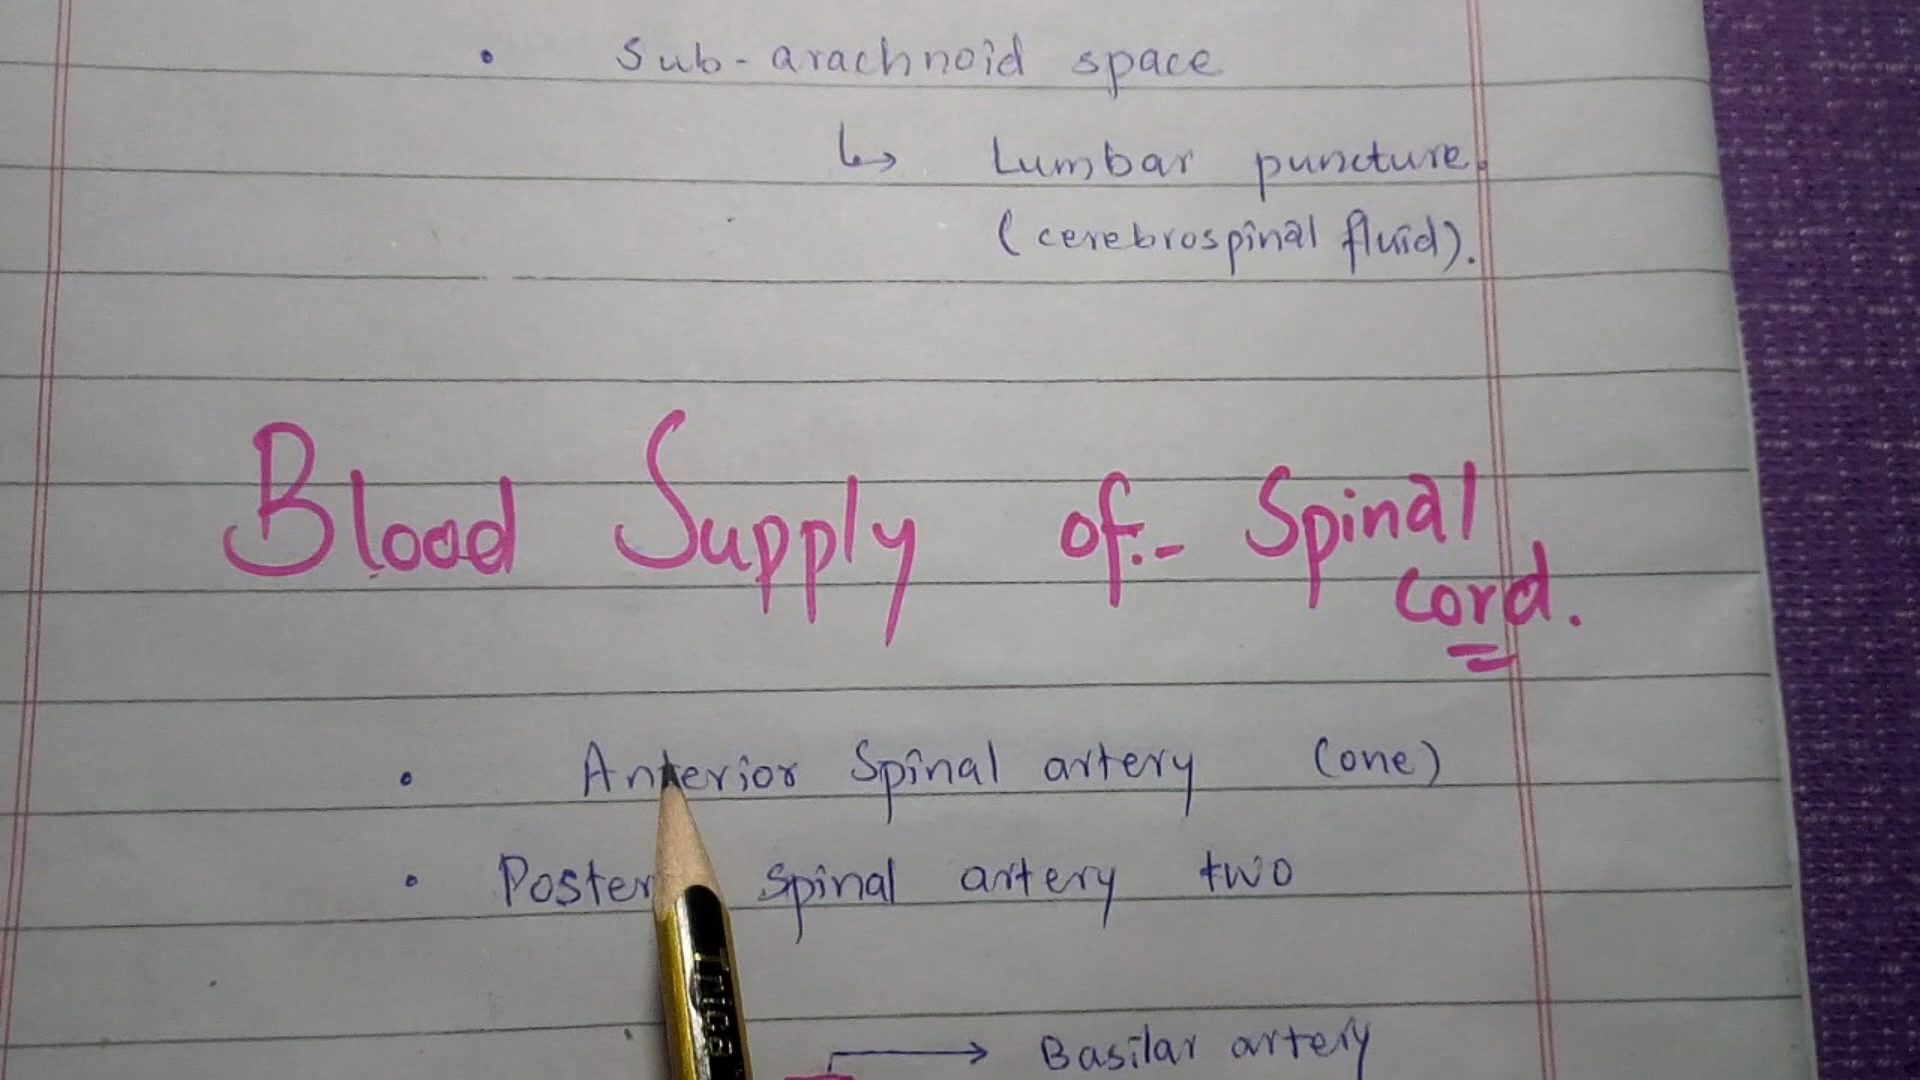 • Sub-arachnoid space
↳ Lumbar puncture.
(cerebrospinal fluid).
Blood Supply of:- Spinal
cord.
• Anterior Spinal artery (one)
• Poster spinal artery two
→ Basilar artery